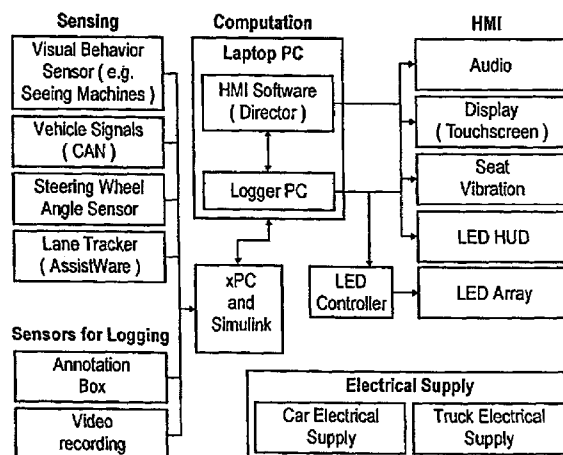 Sensing
Visual Behavior
Sensor ( e.g.
Seeing Machines )
Vehicle Signals
( CAN )
Steering Wheel
Angle Sensor
Lane Tracker
( AssistWare )
Sensors for Logging
Annotation
Box
Video
recording
Computation
Laptop PC
HMI Software
( Director )
Logger PC
xPC
and
Simulink
LED
Controller
HMI
Audio
Display
( Touchscreen )
Seat
Vibration
LED HUD
LED Array
Electrical Supply
Car Electrical
Supply
Truck Electrical
Supply